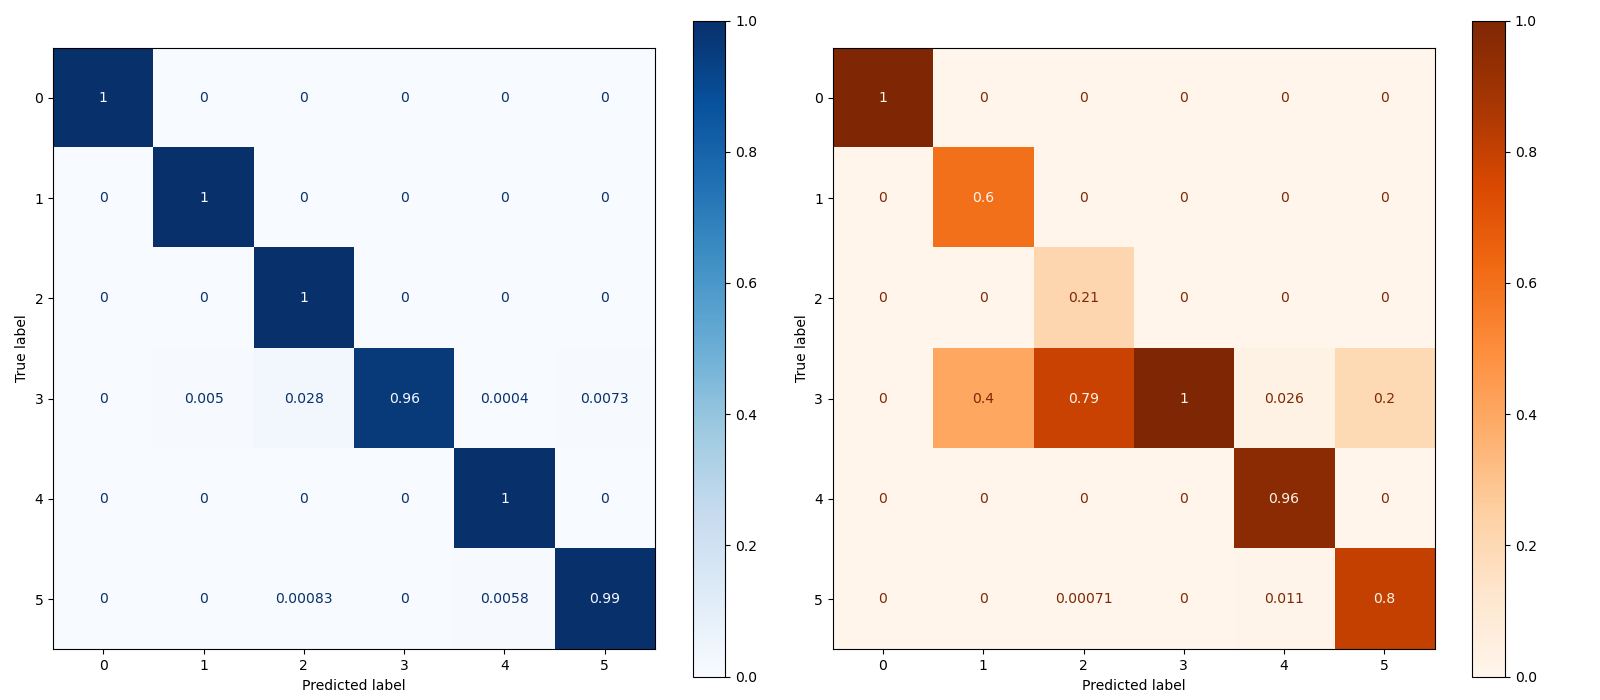 1.0
1.0
0 1 0 0 0 0 0
0 1 0 0 0 0 0
0.8
0.8
1 0 1 0 0 0 0
1 0 0.6 0 0 0 0
0.6
0.6
2 0 0 1 0 0 0
2 0 0 0.21 0 0 0
True label
True label
3 0 0.005 0.028 0.96 0.0004 0.0073
3 0 0.4 0.79 1 0.026 0.2
0.4
0.4
4 0 0 0 0 1 0
4 0 0 0 0 0.96 0
0.2
0.2
5 0 0 0.00083 0 0.0058 0.99
5 0 0 0.00071 0 0.011 0.8
0.0
0.0
0 1 2 3 4 5
0 1 2 3 4 5
Predicted label
Predicted label